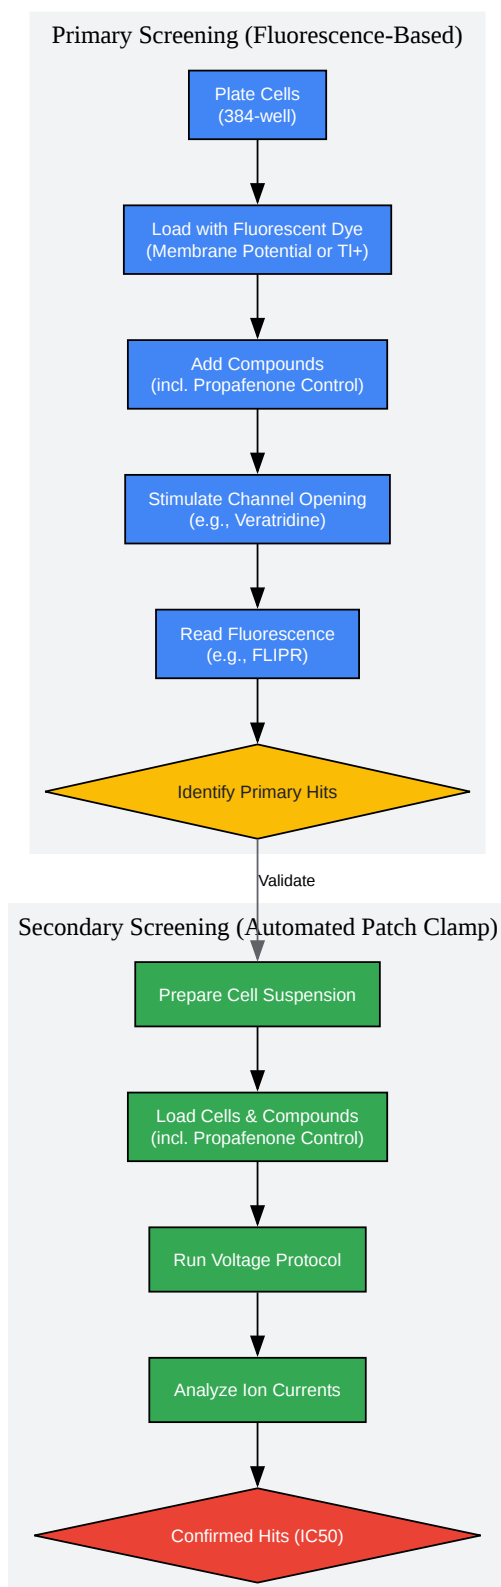 Primary Screening (Fluorescence-Based)
Plate Cells
(384-well)
Load with Fluorescent Dye
(Membrane Potential or Tl+)
Add Compounds
(incl. Propafenone Control)
Stimulate Channel Opening
(e.g., Veratridine)
Read Fluorescence
(e.g., FLIPR)
Identify Primary Hits
Validate
Secondary Screening (Automated Patch Clamp)
Prepare Cell Suspension
Load Cells & Compounds
(incl. Propafenone Control)
Run Voltage Protocol
Analyze Ion Currents
Confirmed Hits (IC50)